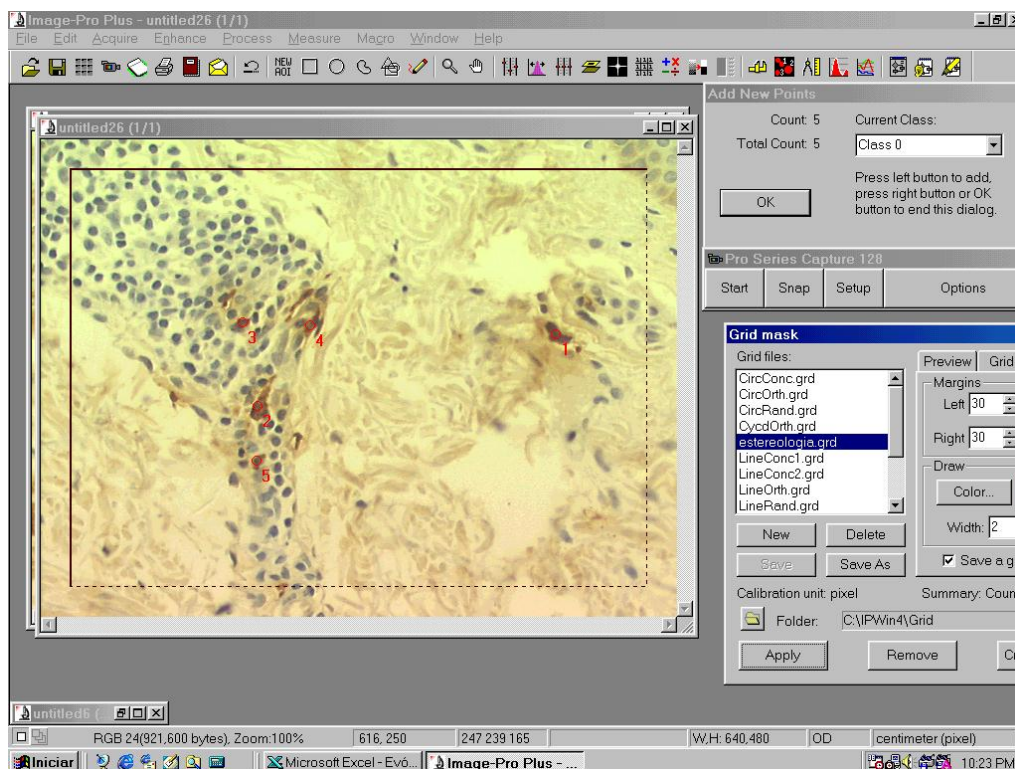 Image-Pro Plus - untitled26 (1/1)
File Edit Acquire Enhance Process Measure Macro Window Help
NEW
AOI
untitled26 (1/1)
3
4
1
2
5
Add New Points
Count: 5 Current Class:
Total Count: 5 Class 0
Press left button to add,
press right button or OK
button to end this dialog.
OK
Pro Series Capture 128
Start Snap Setup Options
Grid mask
Grid files:
CircConc.grd
CircOrth.grd
CircRand.grd
CycdOrth.grd
estereologia.grd
LineConc1.grd
LineConc2.grd
LineOrth.grd
LineRand.grd
Preview Grid
Margins
Left 30
Right 30
Draw
Color...
Width: 2
New Delete
Save Save As
Save a g
Calibration unit: pixel Summary: Coun
Folder: C:\IPWin4\Grid
Apply Remove
untitled6 (
RGB 24(921,600 bytes), Zoom:100% 616, 250 247 239 165 W,H: 640,480 OD centimeter (pixel)
Iniciar Microsoft Excel - Evó... Image-Pro Plus - ... 10:23 PM